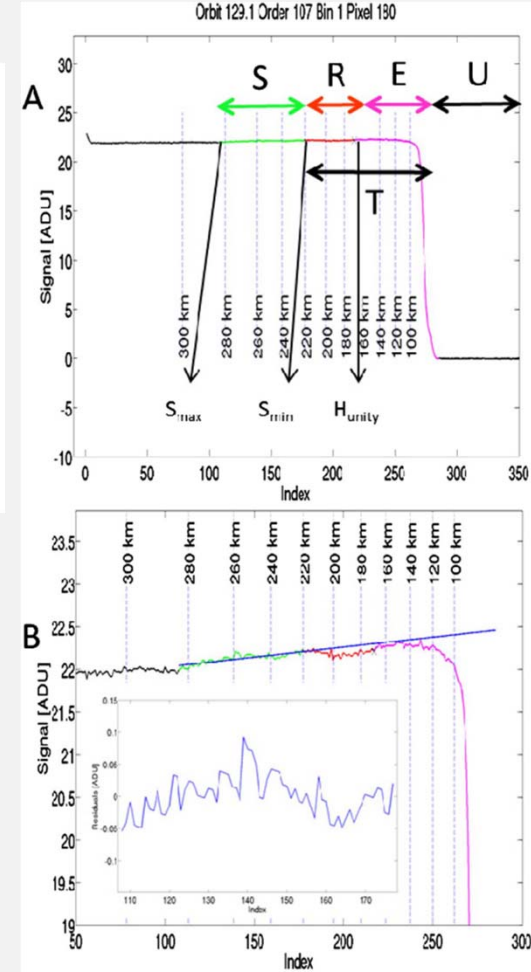 Orbit 129.1 Order 107 Bin 1 Pixel 180
A
S R E U
T
30
25
20
15
10
5
0
-5
-10
Signal [ADU]
300 km
280 km
260 km
240 km
220 km
200 km
180 km
160 km
140 km
120 km
100 km
Smax Smin Hunity
0 50 100 150 200 250 300 350
Index
B
23.5
23
22.5
22
21.5
21
20.5
20
19.5
19
Signal [ADU]
300 km
280 km
260 km
240 km
220 km
200 km
180 km
160 km
140 km
120 km
100 km
0.15
0.1
0.05
0
-0.05
-0.1
Residuals [ADU]
110 120 130 140 150 160 170
Index
50 100 150 200 250 300
Index